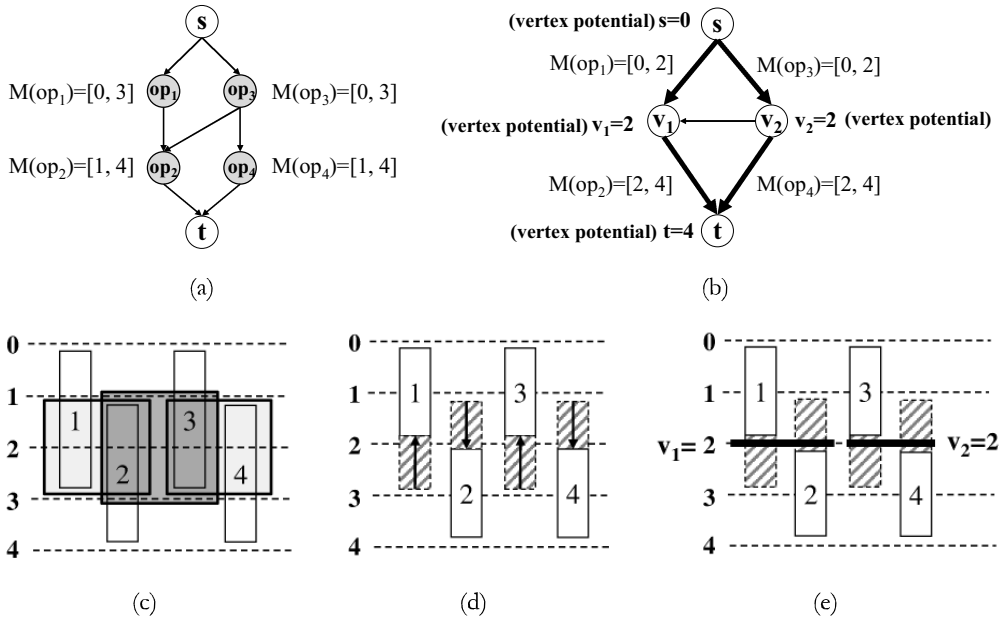 s
M(op1)=[0, 3] op1 op3 M(op3)=[0, 3]
M(op2)=[1, 4] op2 op4 M(op4)=[1, 4]
t
(a)
(vertex potential) s=0 s
M(op1)=[0, 2] M(op3)=[0, 2]
(vertex potential) v1=2 v1 v2 v2=2 (vertex potential)
M(op2)=[2, 4] M(op4)=[2, 4]
(vertex potential) t=4 t
(b)
0
1
1 3
2
2 4
3
4
(c)
0
1 3
1
2
2 4
3
4
(d)
0
1 3
1
v1= 2 v2=2
2 4
3
4
(e)